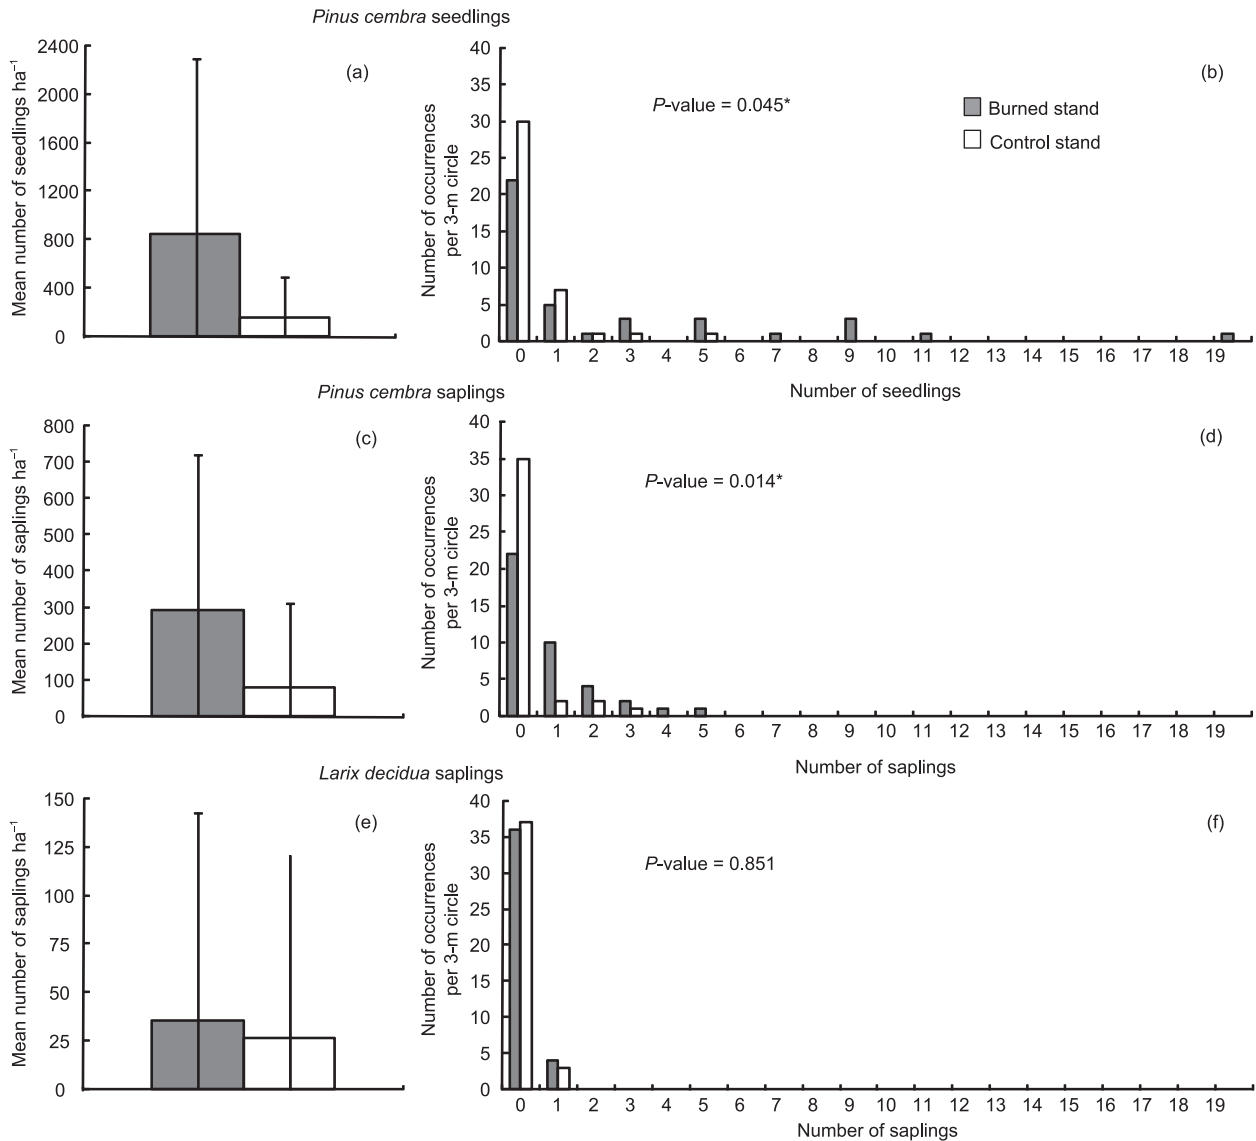 Pinus cembra seedlings
Mean number of seedlings ha⁻¹
2400
2000
1600
1200
800
400
0
(a)
Number of occurrences
per 3-m circle
40
35
30
25
20
15
10
5
0
P-value = 0.045*
(b)
Burned stand
Control stand
0 1 2 3 4 5 6 7 8 9 10 11 12 13 14 15 16 17 18 19
Number of seedlings
Pinus cembra saplings
Mean number of saplings ha⁻¹
800
700
600
500
400
300
200
100
0
(c)
Number of occurrences
per 3-m circle
40
35
30
25
20
15
10
5
0
P-value = 0.014*
(d)
0 1 2 3 4 5 6 7 8 9 10 11 12 13 14 15 16 17 18 19
Number of saplings
Larix decidua saplings
Mean number of saplings ha⁻¹
150
125
100
75
50
25
0
(e)
Number of occurrences
per 3-m circle
40
35
30
25
20
15
10
5
0
P-value = 0.851
(f)
0 1 2 3 4 5 6 7 8 9 10 11 12 13 14 15 16 17 18 19
Number of saplings